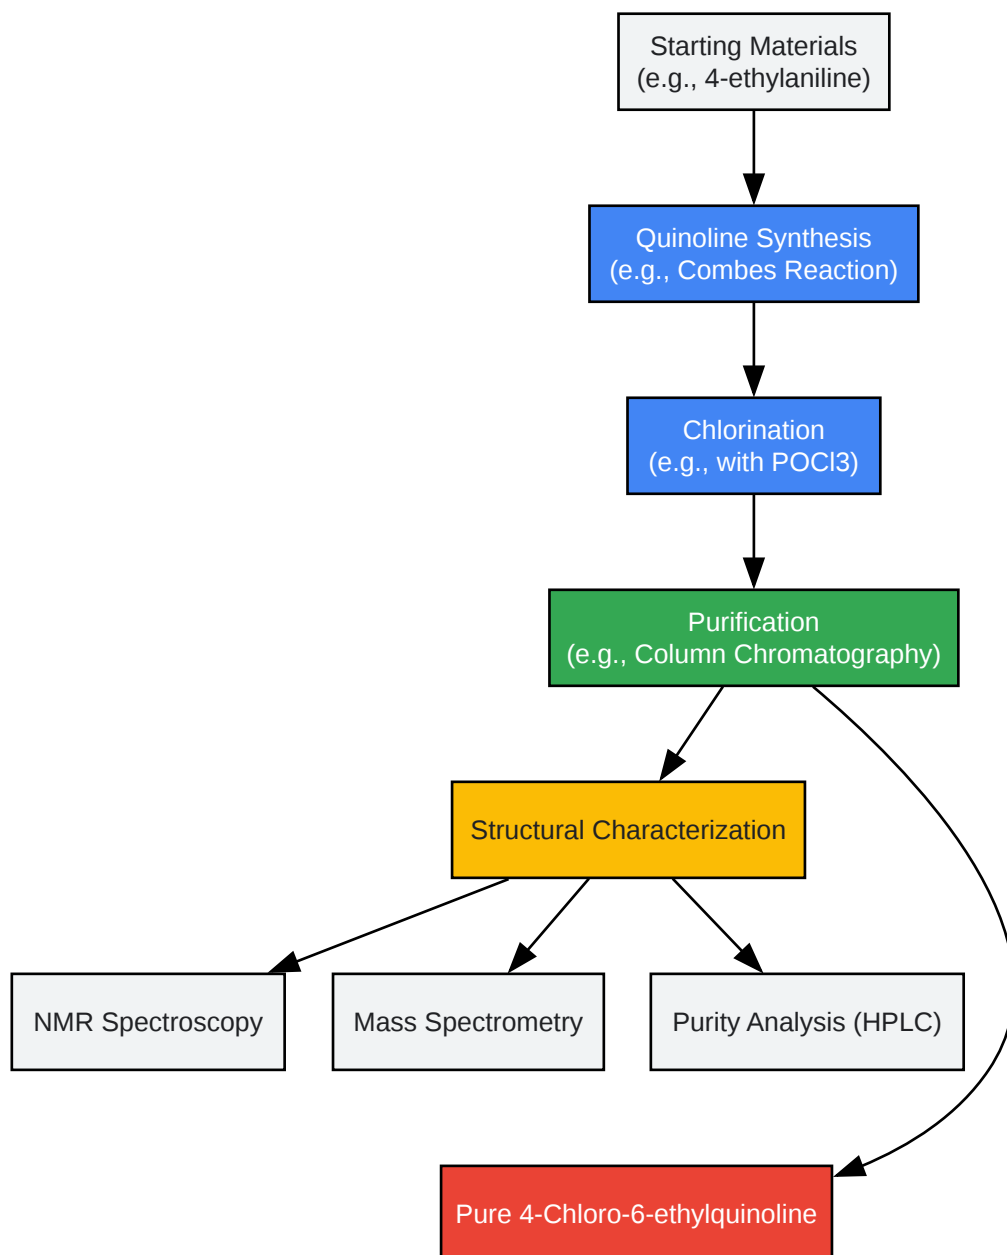 Starting Materials
(e.g., 4-ethylaniline)
Quinoline Synthesis
(e.g., Combes Reaction)
Chlorination
(e.g., with POCl3)
Purification
(e.g., Column Chromatography)
Structural Characterization
NMR Spectroscopy
Mass Spectrometry
Purity Analysis (HPLC)
Pure 4-Chloro-6-ethylquinoline